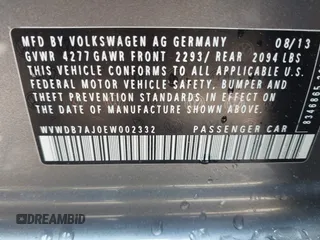 MFD BY VOLKSWAGEN AG GERMANY 08/13
GVWR 4277 GAWR FRONT 2293/ REAR 2094 LBS
THIS VEHICLE CONFORMS TO ALL APPLICABLE U.S.
FEDERAL MOTOR VEHICLE SAFETY, BUMPER AND
THEFT PREVENTION STANDARDS IN EFFECT ON THE
DATE OF MANUFACTURE SHOWN ABOVE.
WVWDB7AJ0EW002332 PASSENGER CAR
8346865
DREAMBID